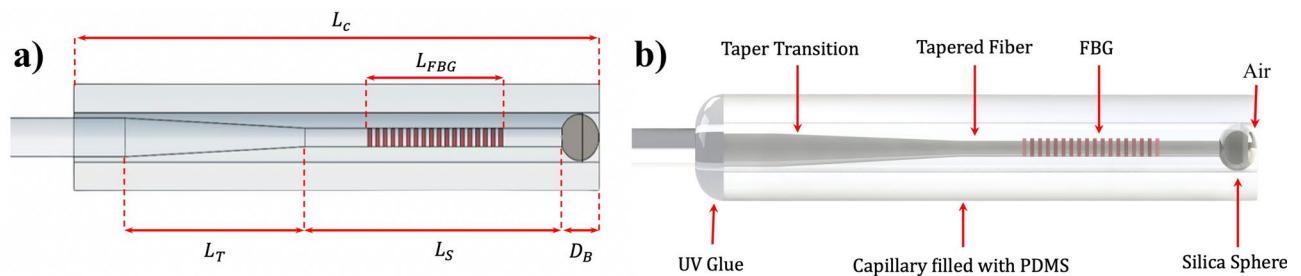 a)
L_C
L_FBG
L_T
L_S
D_B
b)
Taper Transition
Tapered Fiber
FBG
Air
UV Glue
Capillary filled with PDMS
Silica Sphere